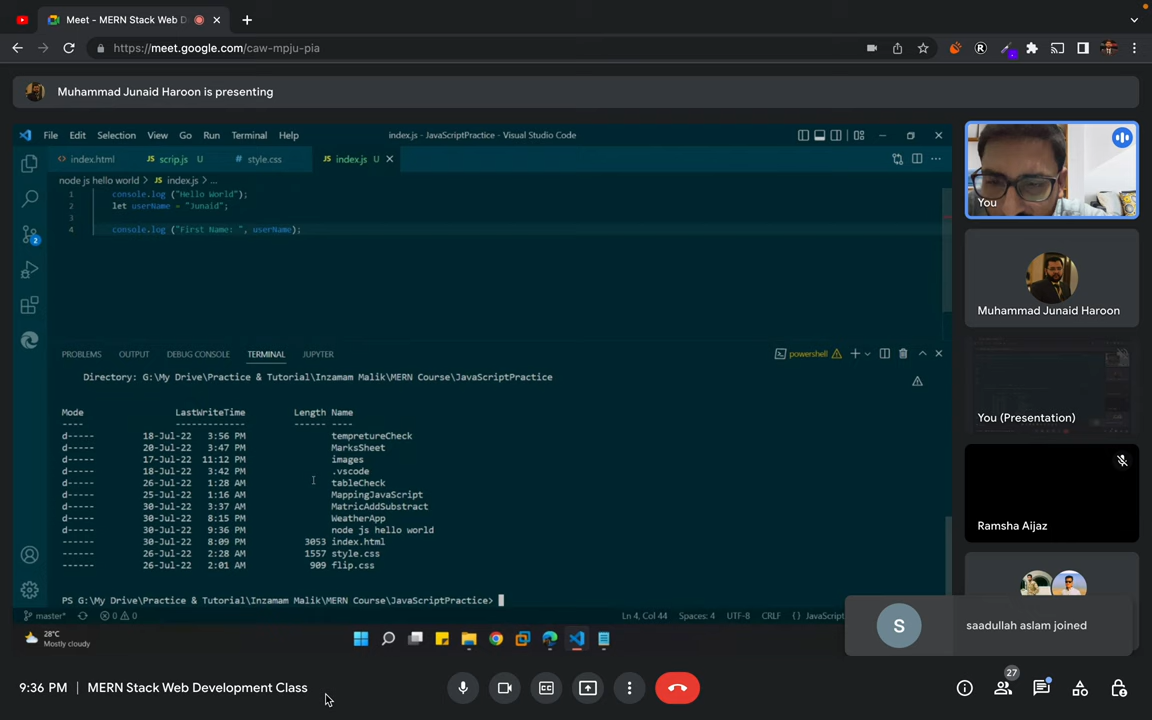 Meet - MERN Stack Web D
https://meet.google.com/caw-mpju-pia
Muhammad Junaid Haroon is presenting
File Edit Selection View Go Run Terminal Help
index.js - JavaScriptPractice - Visual Studio Code
index.html JS scrip.js U style.css JS index.js U
node js hello world > JS index.js > ...
1 console.log ("Hello World");
2 let userName = "Junaid";
3
4 console.log ("First Name: ", userName);
2
PROBLEMS OUTPUT DEBUG CONSOLE TERMINAL JUPYTER
powershell
Directory: G:\My Drive\Practice & Tutorial\Inzamam Malik\MERN Course\JavaScriptPractice
Mode LastWriteTime Length Name
---- ------------- ------ ----
d----- 18-Jul-22 3:56 PM tempretureCheck
d----- 20-Jul-22 3:47 PM MarksSheet
d----- 17-Jul-22 11:12 PM images
d----- 18-Jul-22 3:42 PM .vscode
d----- 26-Jul-22 1:28 AM tableCheck
d----- 25-Jul-22 1:16 AM MappingJavaScript
d----- 30-Jul-22 3:37 AM MatricAddSubstract
d----- 30-Jul-22 8:15 PM WeatherApp
d----- 30-Jul-22 9:36 PM node js hello world
------ 30-Jul-22 8:09 PM 3053 index.html
------ 26-Jul-22 2:28 AM 1557 style.css
------ 26-Jul-22 2:01 AM 909 flip.css
PS G:\My Drive\Practice & Tutorial\Inzamam Malik\MERN Course\JavaScriptPractice>
master* 0 0 Ln 4, Col 44 Spaces: 4 UTF-8 CRLF {} JavaScript
28°C
Mostly cloudy
You
Muhammad Junaid Haroon
You (Presentation)
Ramsha Aijaz
S saadullah aslam joined
9:36 PM | MERN Stack Web Development Class
27